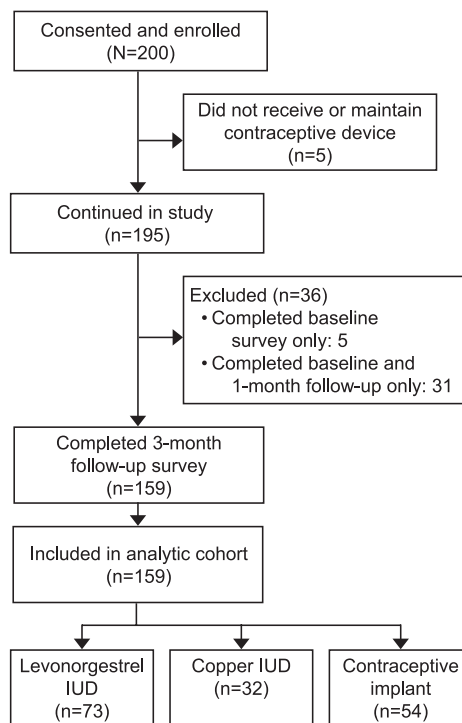 Consented and enrolled
(N=200)
Did not receive or maintain
contraceptive device
(n=5)
Continued in study
(n=195)
Excluded (n=36)
• Completed baseline
survey only: 5
• Completed baseline and
1-month follow-up only: 31
Completed 3-month
follow-up survey
(n=159)
Included in analytic cohort
(n=159)
Levonorgestrel
IUD
(n=73)
Copper IUD
(n=32)
Contraceptive
implant
(n=54)